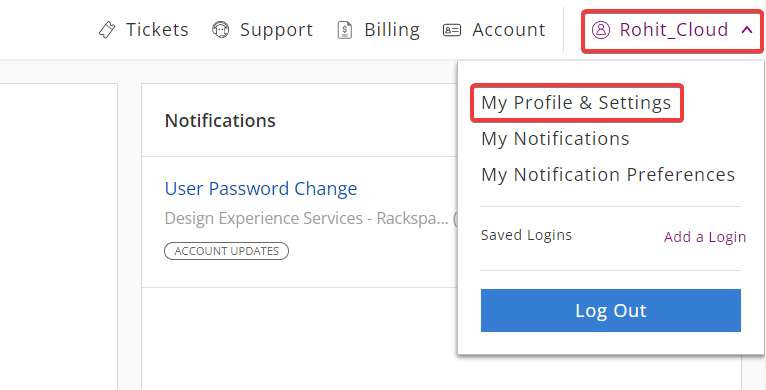 Tickets Support Billing Account Rohit_Cloud
My Profile & Settings
My Notifications
My Notification Preferences
Saved Logins Add a Login
Log Out
Notifications
User Password Change
Design Experience Services - Rackspa... (
ACCOUNT UPDATES